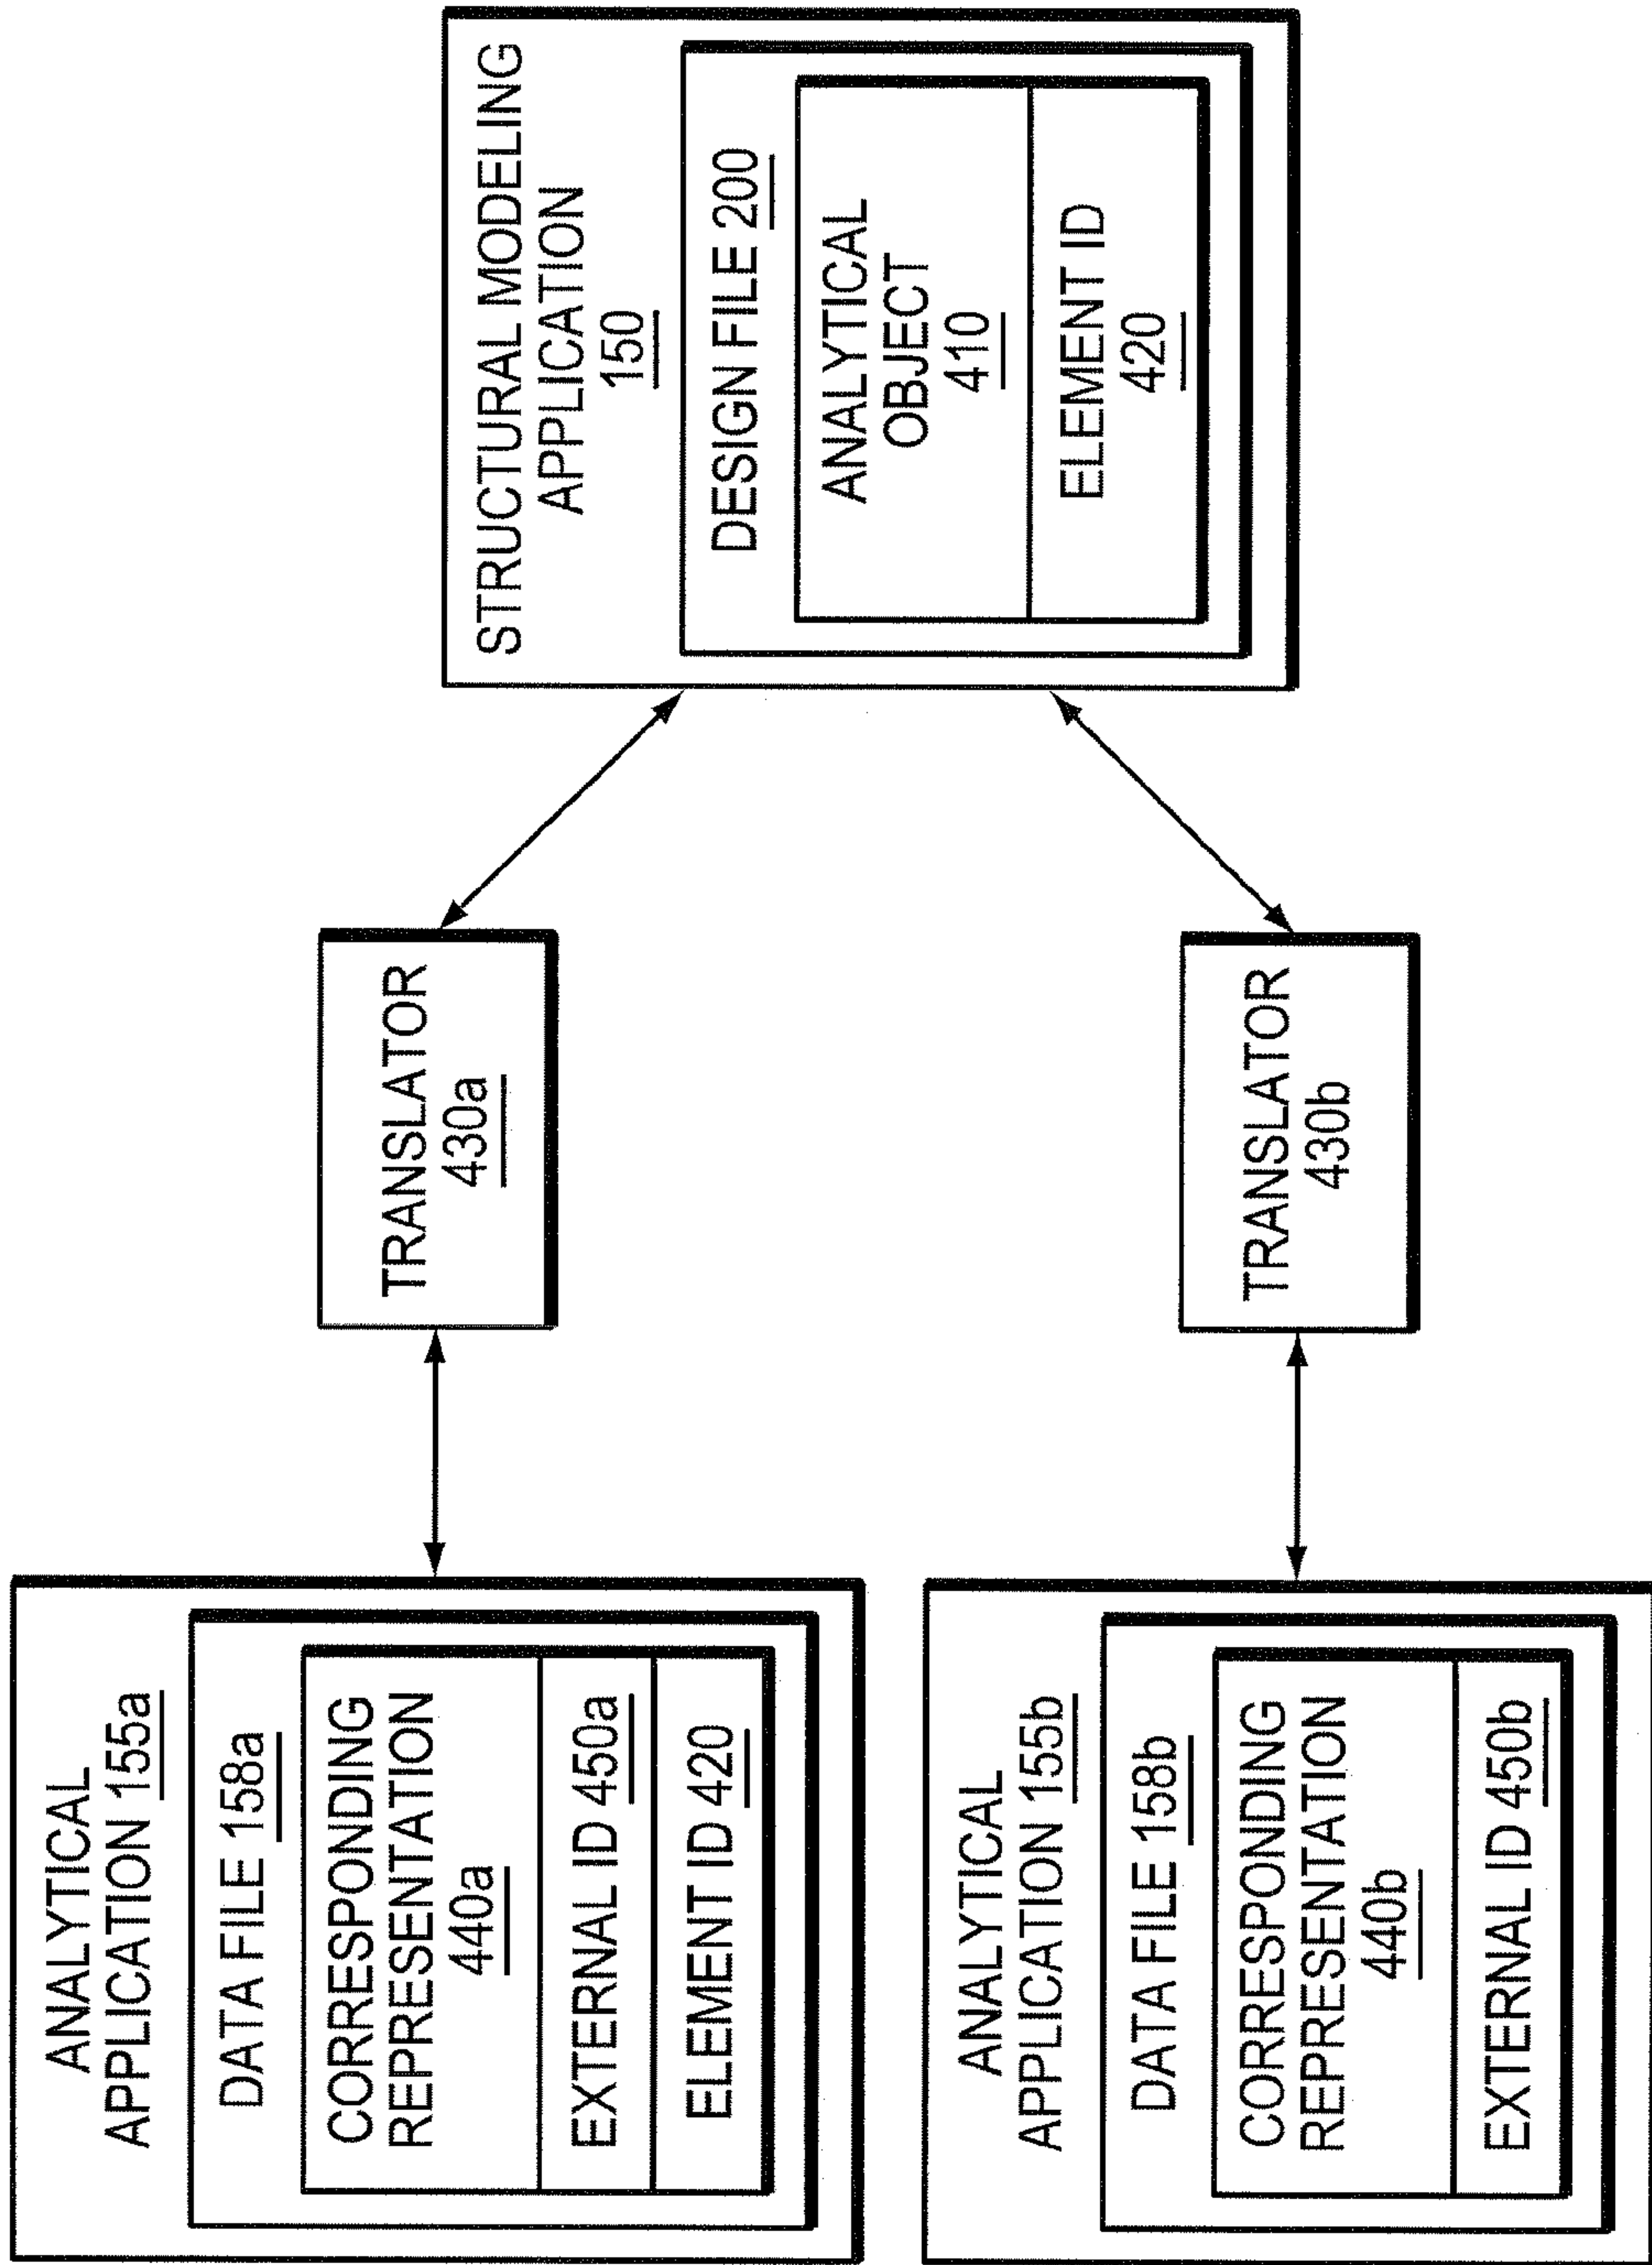 ANALYTICAL
APPLICATION 155a
DATA FILE 158a
CORRESPONDING
REPRESENTATION
440a
EXTERNAL ID 450a
ELEMENT ID 420
TRANSLATOR
430a
STRUCTURAL MODELING
APPLICATION
150
DESIGN FILE 200
ANALYTICAL
OBJECT
410
ELEMENT ID
420
ANALYTICAL
APPLICATION 155b
DATA FILE 158b
CORRESPONDING
REPRESENTATION
440b
EXTERNAL ID 450b
TRANSLATOR
430b